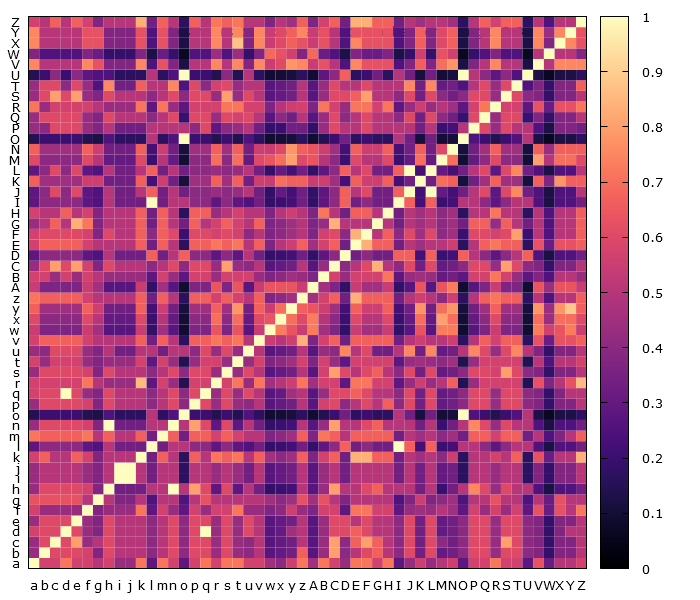 Z
Y
X
W
V
U
T
S
R
Q
P
O
N
M
L
K
J
I
H
G
F
E
D
C
B
A
z
y
x
w
v
u
t
s
r
q
p
o
n
m
l
k
j
i
h
g
f
e
d
c
b
a
a b c d e f g h i j k l m n o p q r s t u v w x y z A B C D E F G H I J K L M N O P Q R S T U V W X Y Z
1
0.9
0.8
0.7
0.6
0.5
0.4
0.3
0.2
0.1
0